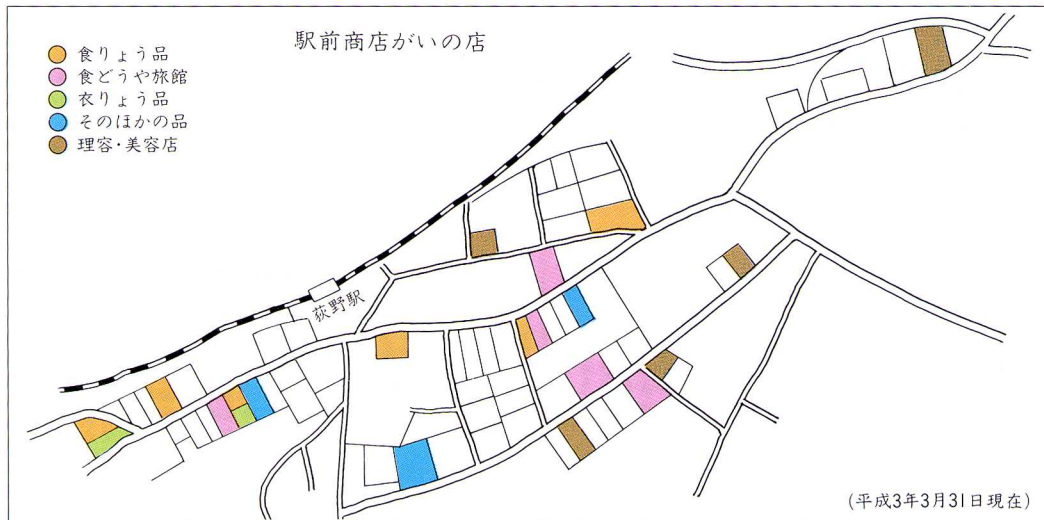 駅前商店がいの店
食りょう品
食どうや旅館
衣りょう品
そのほかの品
理容・美容店
荻野駅
(平成3年3月31日現在)